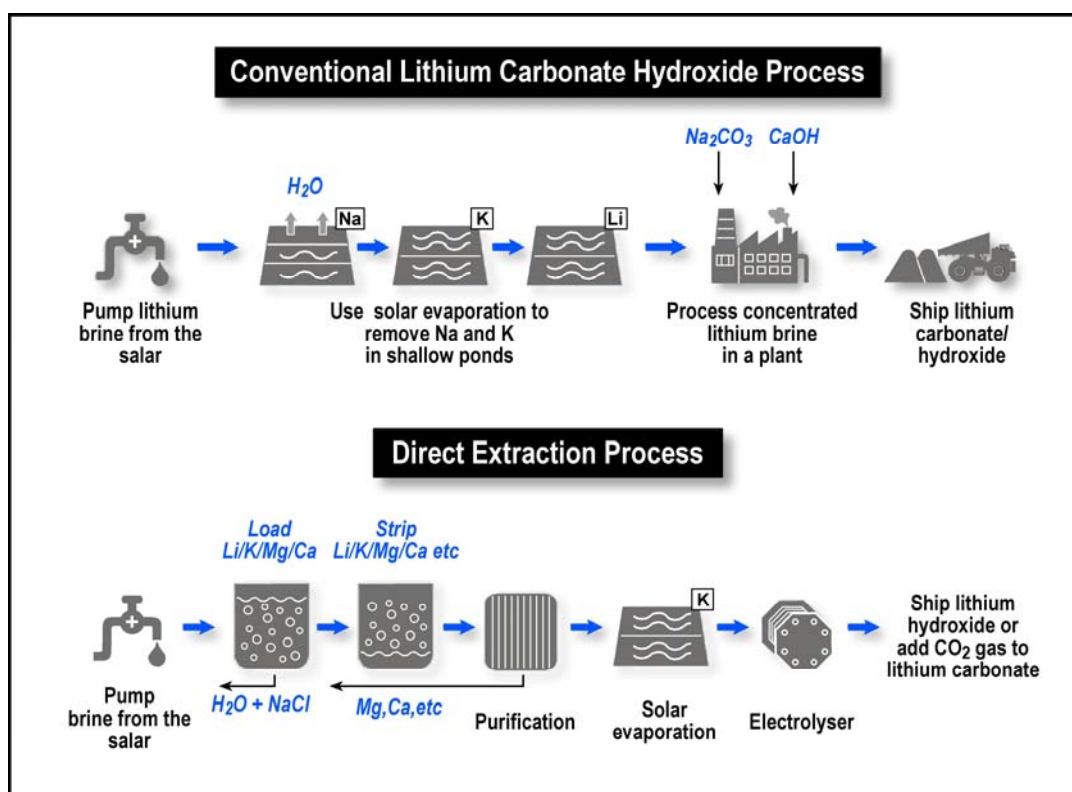 Conventional Lithium Carbonate Hydroxide Process
Na₂CO₃ CaOH
H₂O
Na
K
Li
Pump lithium
brine from the
salar
Use solar evaporation to
remove Na and K
in shallow ponds
Process concentrated
lithium brine
in a plant
Ship lithium
carbonate/
hydroxide
Direct Extraction Process
Load
Li/K/Mg/Ca
Strip
Li/K/Mg/Ca etc
K
Pump
brine from the
salar
H₂O + NaCl
Mg,Ca,etc
Purification
Solar
evaporation
Electrolyser
Ship lithium
hydroxide or
add CO₂ gas to
lithium carbonate